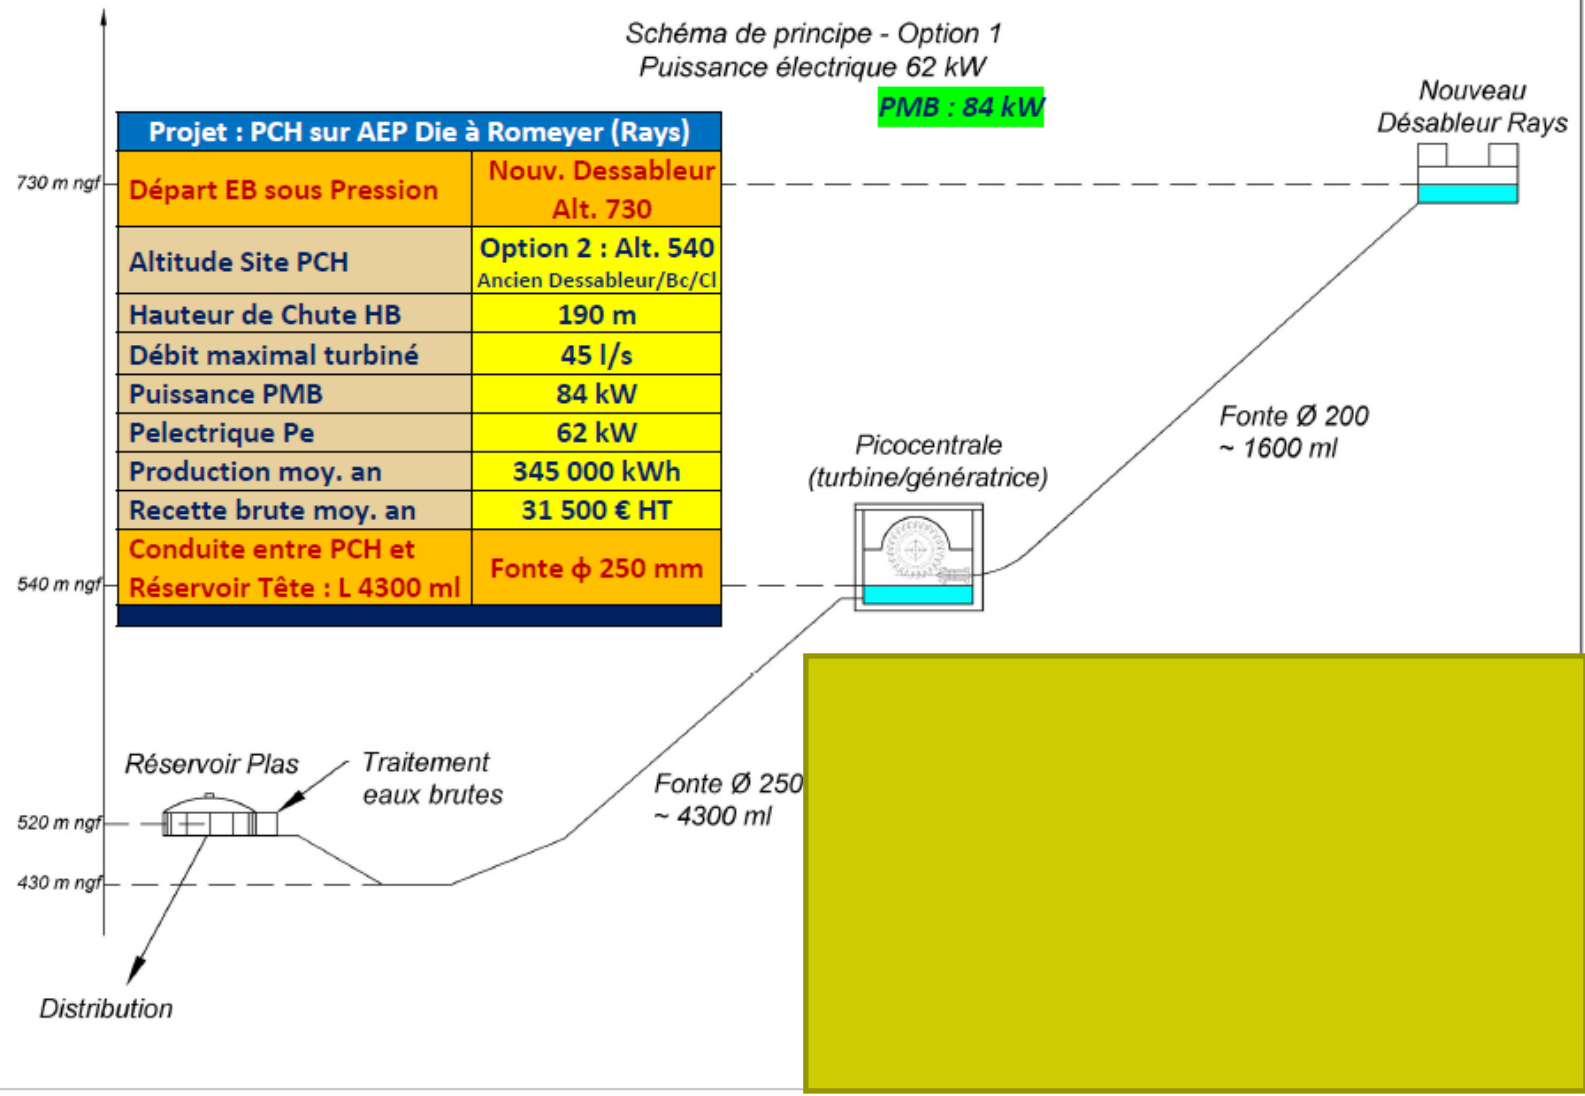 Schéma de principe - Option 1
Puissance électrique 62 kW
PMB : 84 kW
Nouveau
Désableur Rays
Projet : PCH sur AEP Die à Romeyer (Rays)
Départ EB sous Pression
Nouv. Dessableur
Alt. 730
Altitude Site PCH
Option 2 : Alt. 540
Ancien Dessableur/Bc/Cl
Hauteur de Chute HB
190 m
Débit maximal turbiné
45 l/s
Puissance PMB
84 kW
Pelectrique Pe
62 kW
Production moy. an
345 000 kWh
Recette brute moy. an
31 500 € HT
Conduite entre PCH et
Réservoir Tête : L 4300 ml
Fonte ϕ 250 mm
730 m ngf
540 m ngf
520 m ngf
430 m ngf
Fonte Ø 200
~ 1600 ml
Picocentrale
(turbine/génératrice)
Réservoir Plas
Traitement
eaux brutes
Fonte Ø 250
~ 4300 ml
Distribution